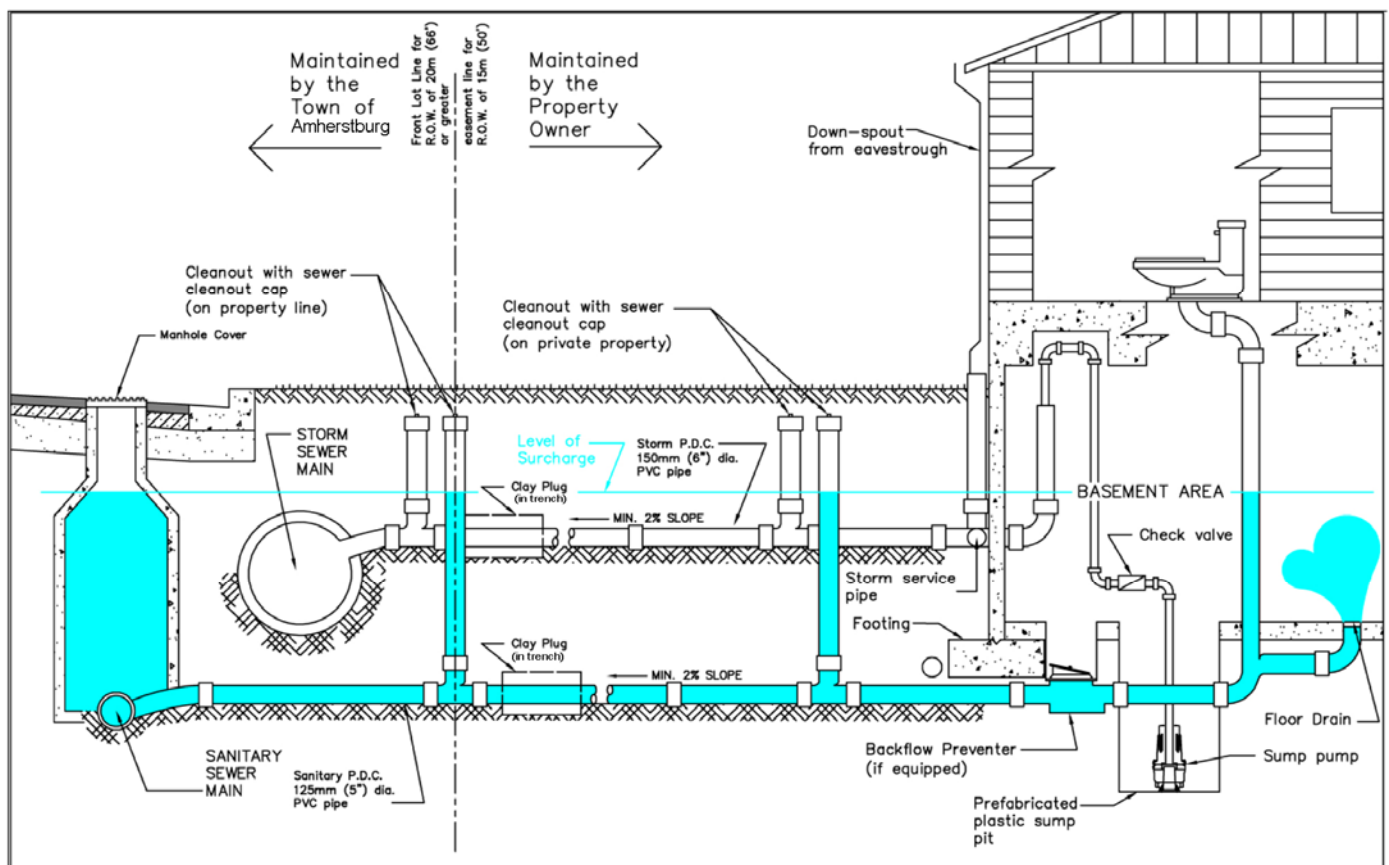 Maintained
by the
Town of
Amherstburg
Front Lot Line for
R.O.W. of 20m (66')
or greater
easement line for
R.O.W. of 15m (50')
Maintained
by the
Property
Owner
Down-spout
from eavestrough
Cleanout with sewer
cleanout cap
(on property line)
Cleanout with sewer
cleanout cap
(on private property)
Manhole Cover
STORM
SEWER
MAIN
Level of
Surcharge
Storm P.D.C.
150mm (6") dia.
PVC pipe
Clay Plug
(in trench)
MIN. 2% SLOPE
BASEMENT AREA
Check valve
Storm service
pipe
Footing
Clay Plug
(in trench)
MIN. 2% SLOPE
Floor Drain
Backflow Preventer
(if equipped)
Sump pump
SANITARY
SEWER
MAIN
Sanitary P.D.C.
125mm (5") dia.
PVC pipe
Prefabricated
plastic sump
pit